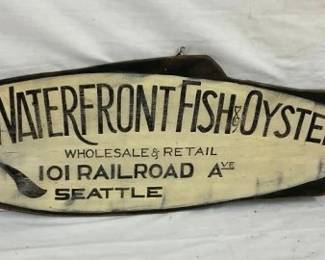 WATERFRONT FISH & OYSTE
WHOLESALE & RETAIL
101 RAILROAD AVE
SEATTLE